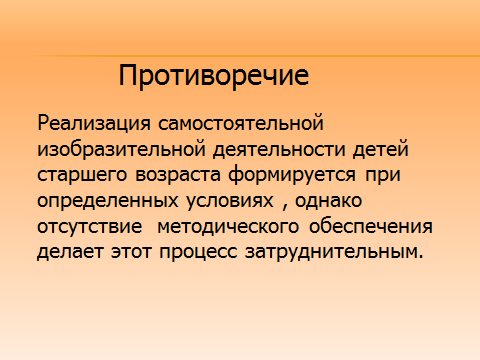 Противоречие
Реализация самостоятельной
изобразительной деятельности детей
старшего возраста формируется при
определенных условиях , однако
отсутствие  методического обеспечения
делает этот процесс затруднительным.